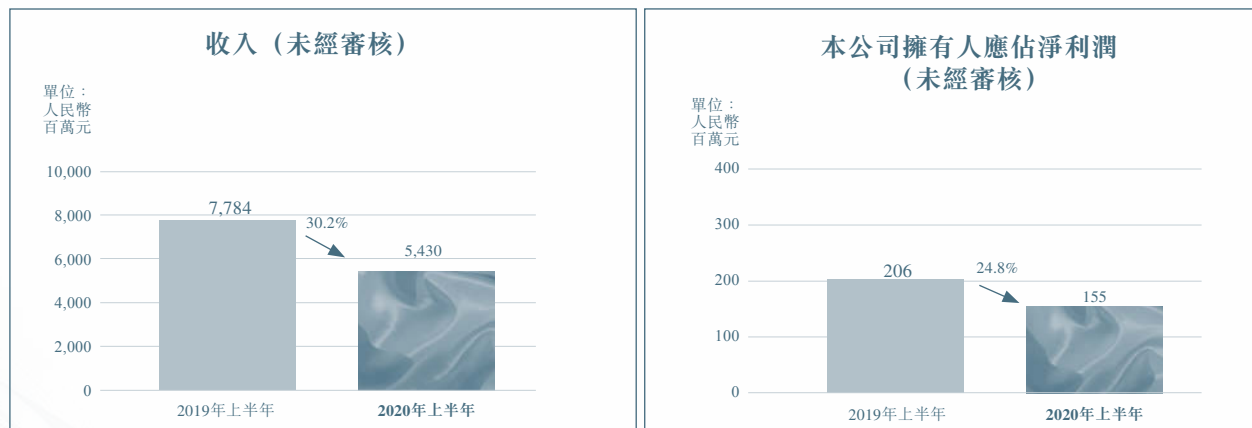 收入（未經審核）
單位：
人民幣
百萬元
10,000
8,000
6,000
4,000
2,000
0
7,784
30.2%
5,430
2019年上半年
2020年上半年
本公司擁有人應佔淨利潤
（未經審核）
單位：
人民幣
百萬元
400
300
200
100
0
206
24.8%
155
2019年上半年
2020年上半年